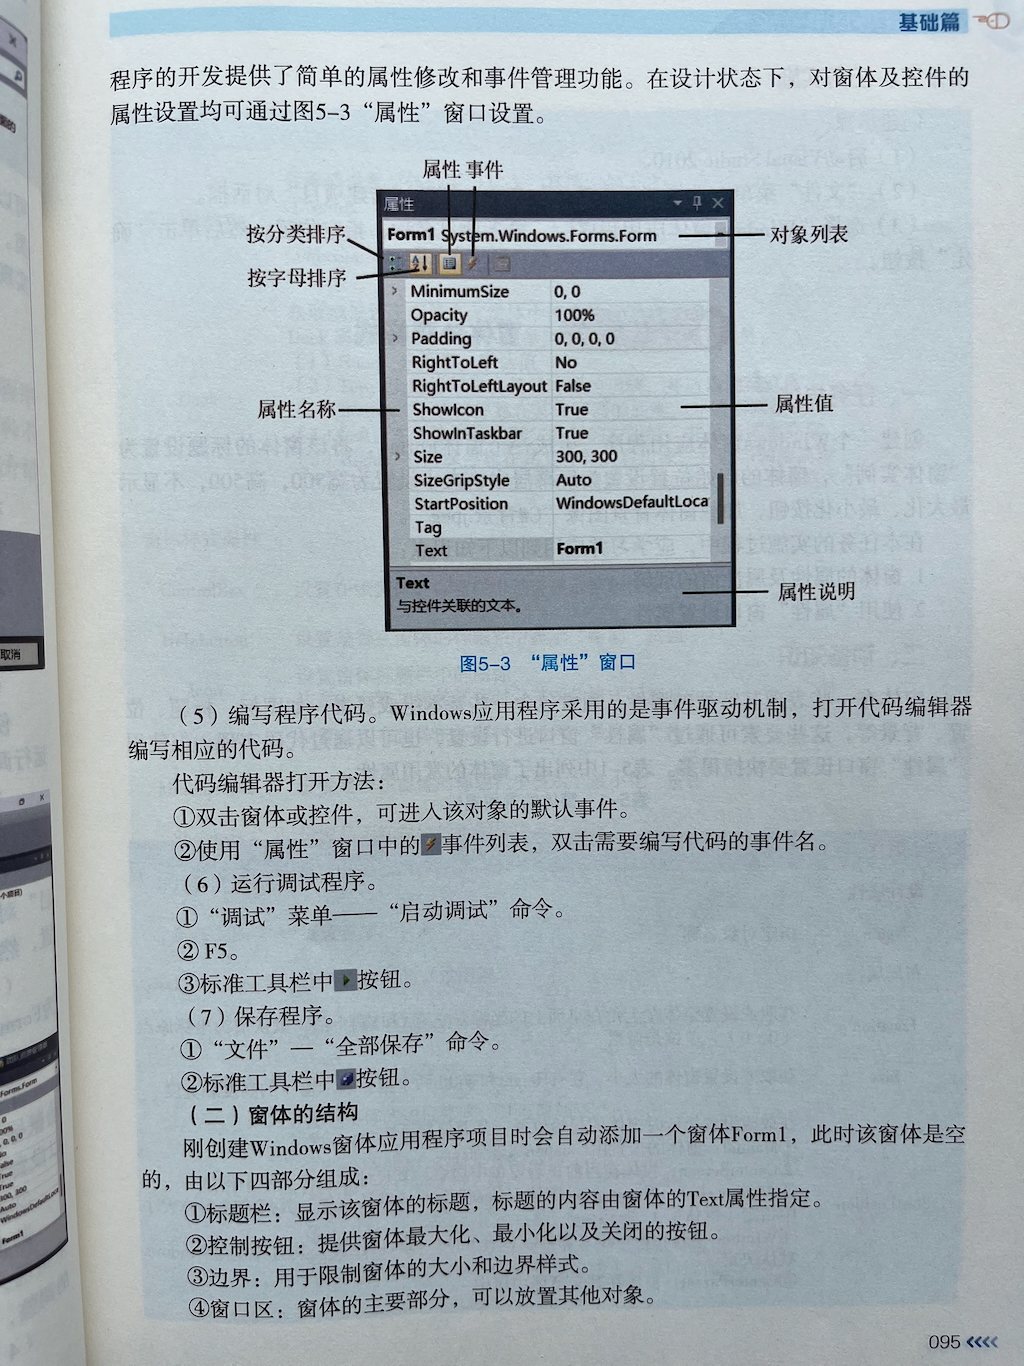 基础篇
程序的开发提供了简单的属性修改和事件管理功能。在设计状态下，对窗体及控件的
属性设置均可通过图5-3“属性”窗口设置。
属性 事件
属性
按分类排序
Form1 System.Windows.Forms.Form
对象列表
按字母排序
MinimumSize 0, 0
Opacity 100%
Padding 0, 0, 0, 0
RightToLeft No
RightToLeftLayout False
属性名称
ShowIcon True
属性值
ShowInTaskbar True
Size 300, 300
SizeGripStyle Auto
StartPosition WindowsDefaultLoca
Tag
Text Form1
Text
与控件关联的文本。
属性说明
图5-3 “属性”窗口
（5）编写程序代码。Windows应用程序采用的是事件驱动机制，打开代码编辑器
编写相应的代码。
代码编辑器打开方法：
①双击窗体或控件，可进入该对象的默认事件。
②使用“属性”窗口中的事件列表，双击需要编写代码的事件名。
（6）运行调试程序。
①“调试”菜单——“启动调试”命令。
② F5。
③标准工具栏中按钮。
（7）保存程序。
①“文件”—“全部保存”命令。
②标准工具栏中按钮。
（二）窗体的结构
刚创建Windows窗体应用程序项目时会自动添加一个窗体Form1，此时该窗体是空
的，由以下四部分组成：
①标题栏：显示该窗体的标题，标题的内容由窗体的Text属性指定。
②控制按钮：提供窗体最大化、最小化以及关闭的按钮。
③边界：用于限制窗体的大小和边界样式。
④窗口区：窗体的主要部分，可以放置其他对象。
095
取消